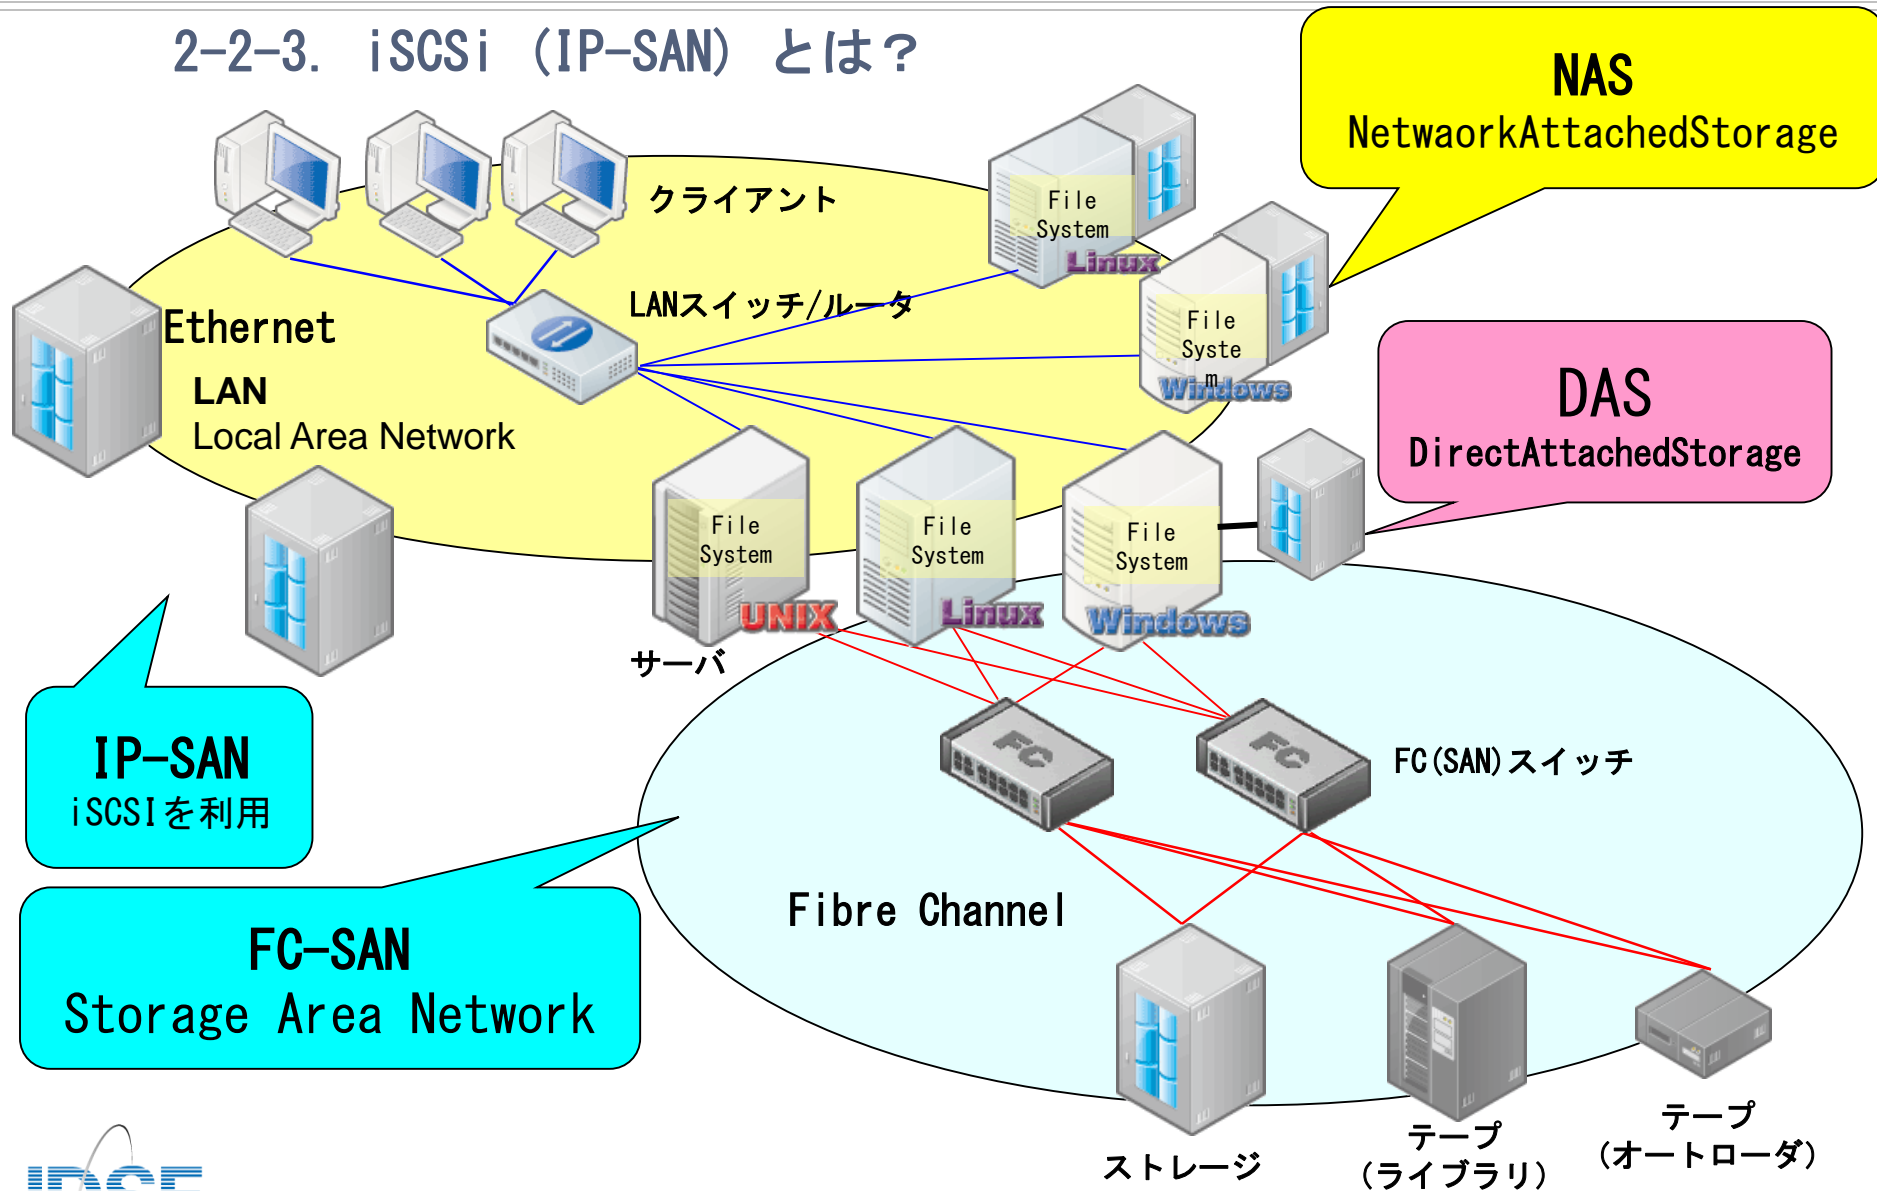 2-2-3. iSCSi (IP-SAN) とは？
NAS
NetwaorkAttachedStorage
クライアント
File
System
Linux
LANスイッチ/ルータ
File
Syste
m
Windows
Ethernet
LAN
Local Area Network
DAS
DirectAttachedStorage
File
System
UNIX
File
System
Linux
File
System
Windows
サーバ
IP-SAN
iSCSIを利用
FC
FC
FC(SAN)スイッチ
Fibre Channel
FC-SAN
Storage Area Network
ストレージ
テープ
(ライブラリ)
テープ
(オートローダ)